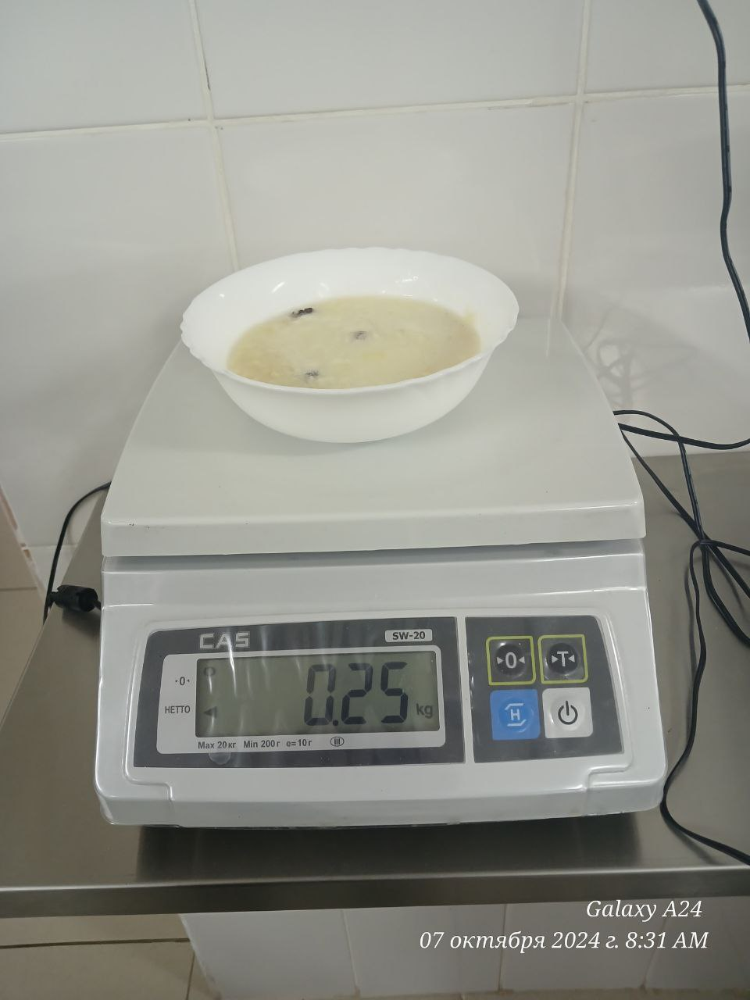 CAS
SW-20
▸0◂
НЕТТО
0.25 kg
Max 20кг Min 200г e=10г III
▸0◂
▸T◂
H
Galaxy A24
07 октября 2024 г. 8:31 AM